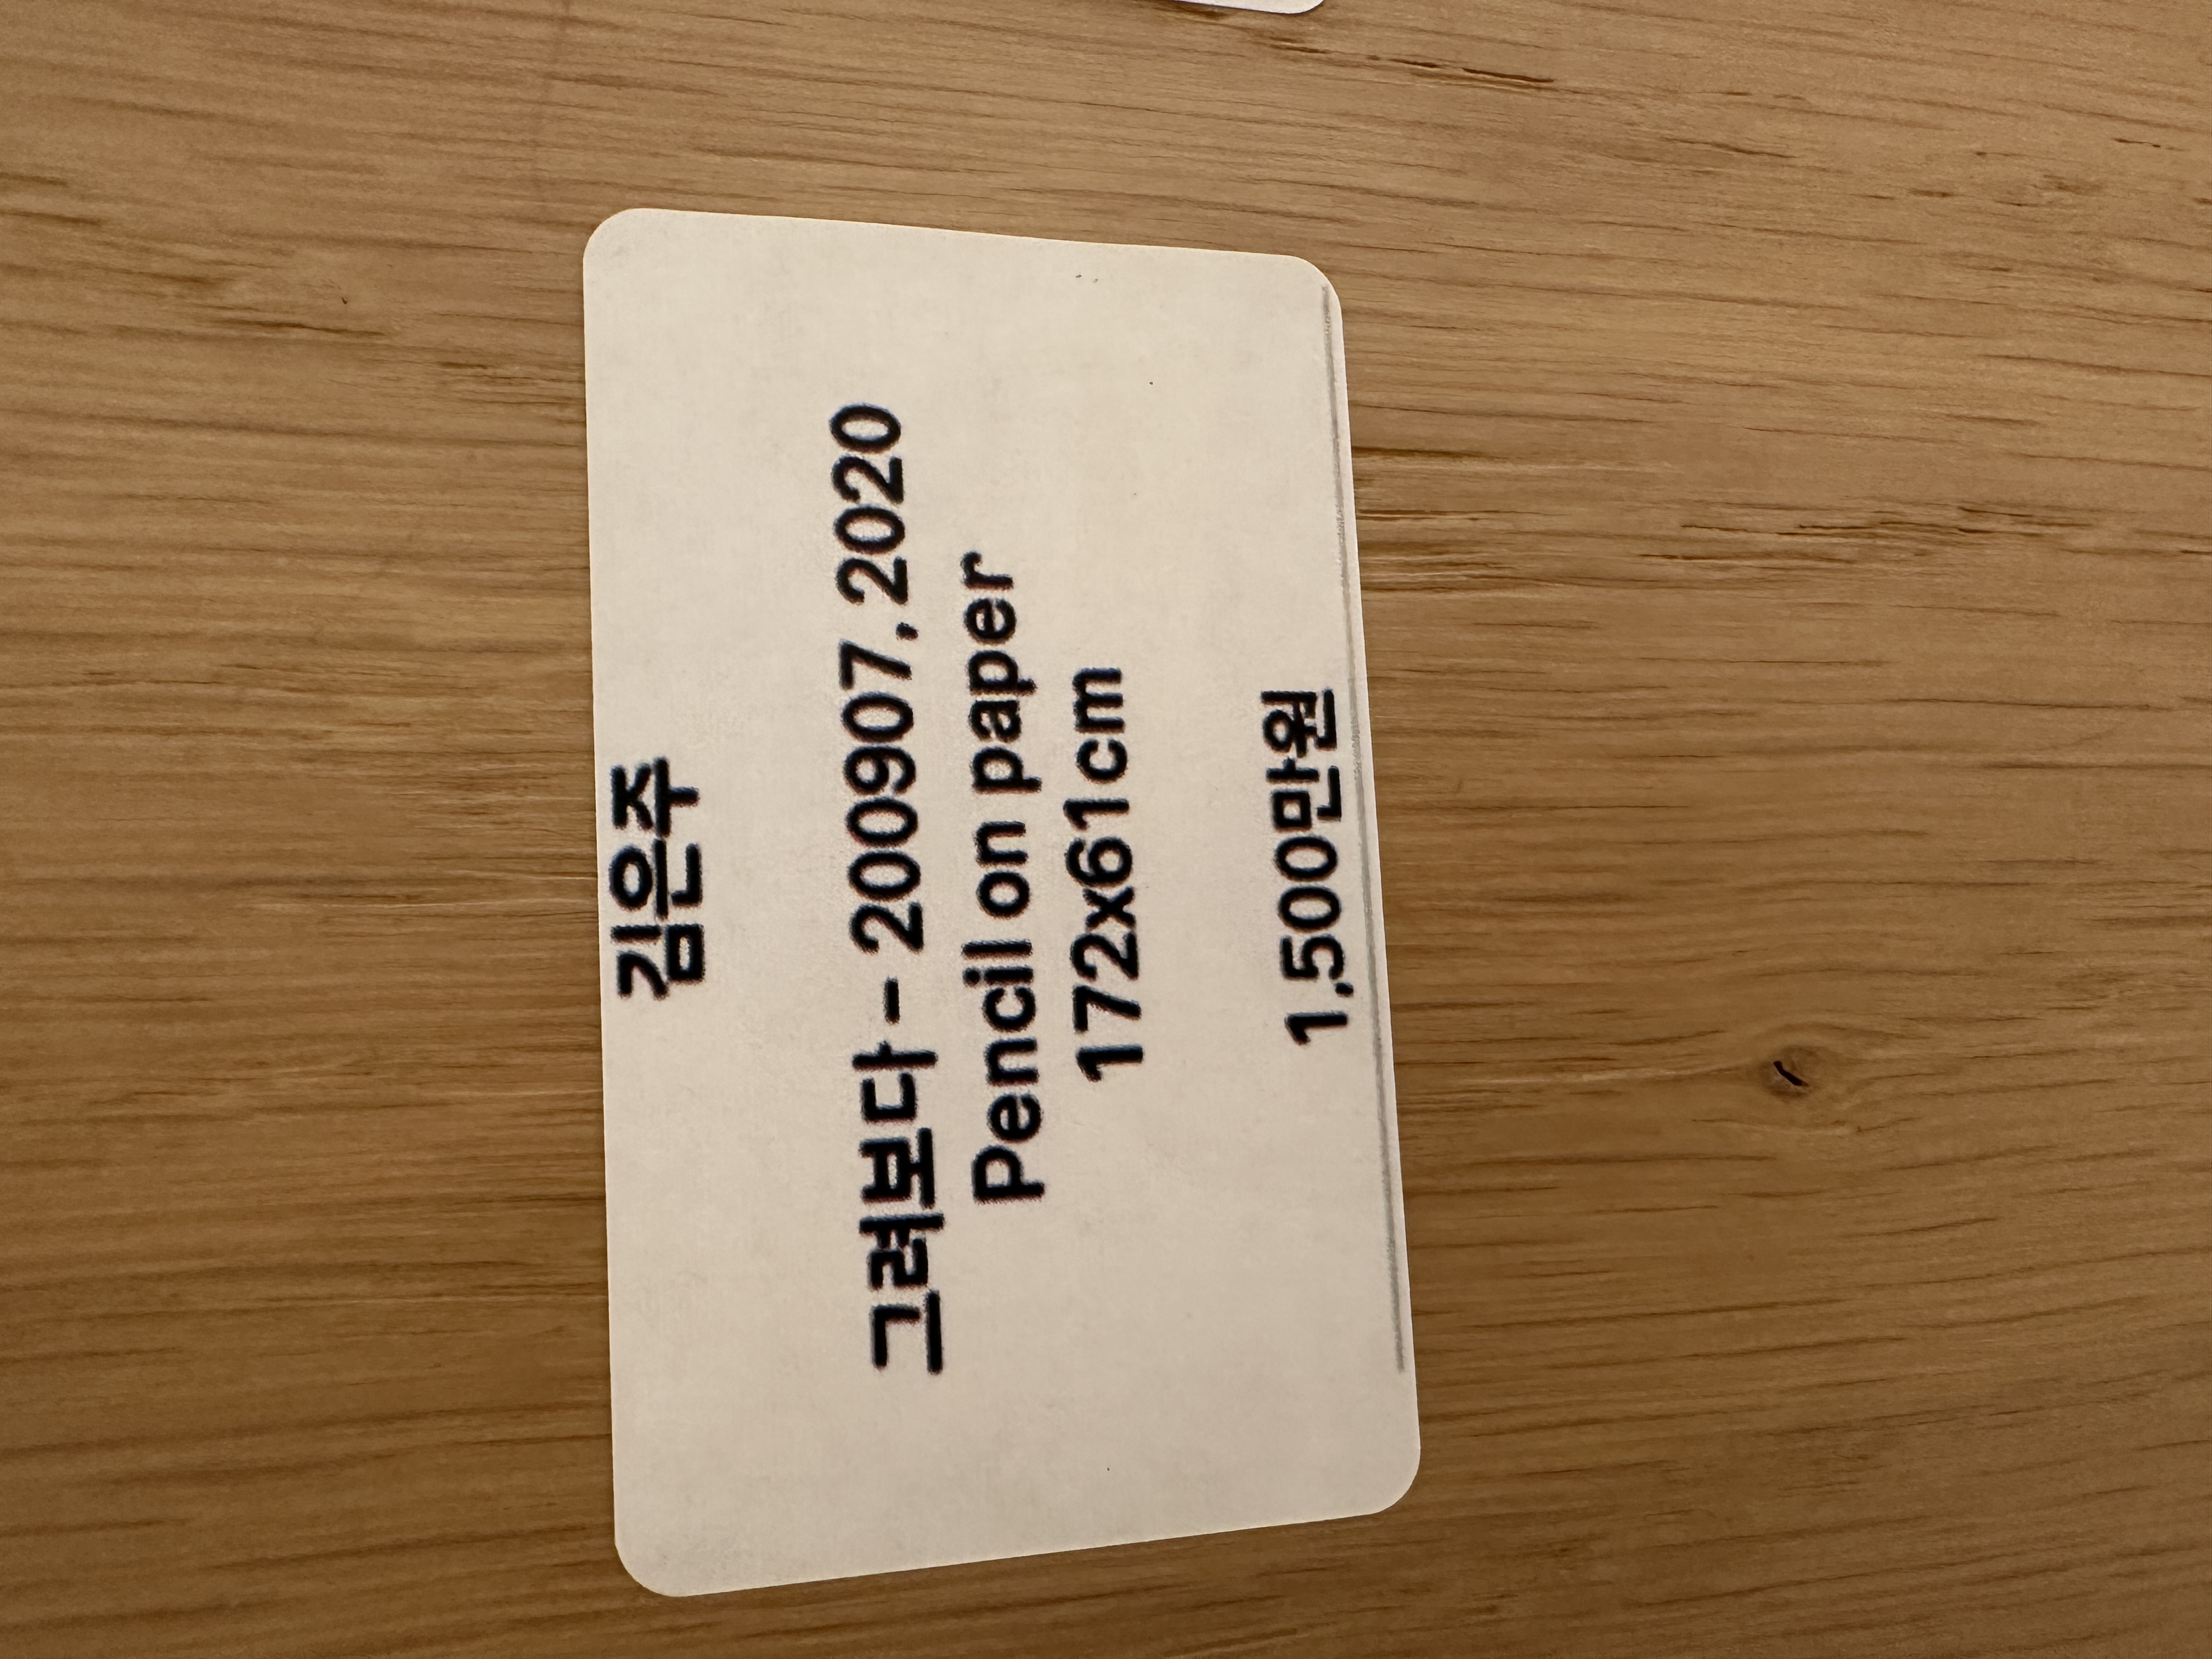 김은주
그려보다 - 200907, 2020
Pencil on paper
172x61cm
1,500만원